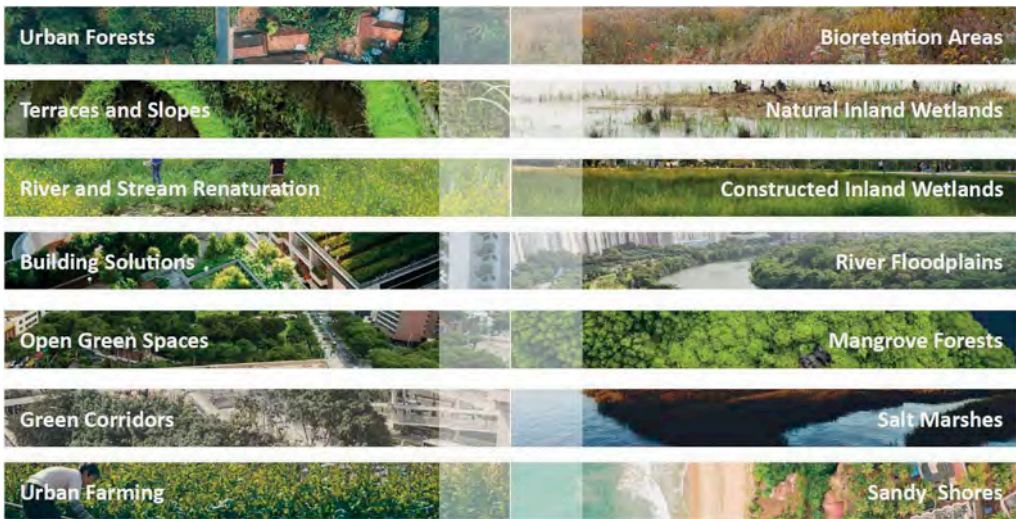 Urban Forests
Terraces and Slopes
River and Stream Renaturation
Building Solutions
Open Green Spaces
Green Corridors
Urban Farming
Bioretention Areas
Natural Inland Wetlands
Constructed Inland Wetlands
River Floodplains
Mangrove Forests
Salt Marshes
Sandy Shores